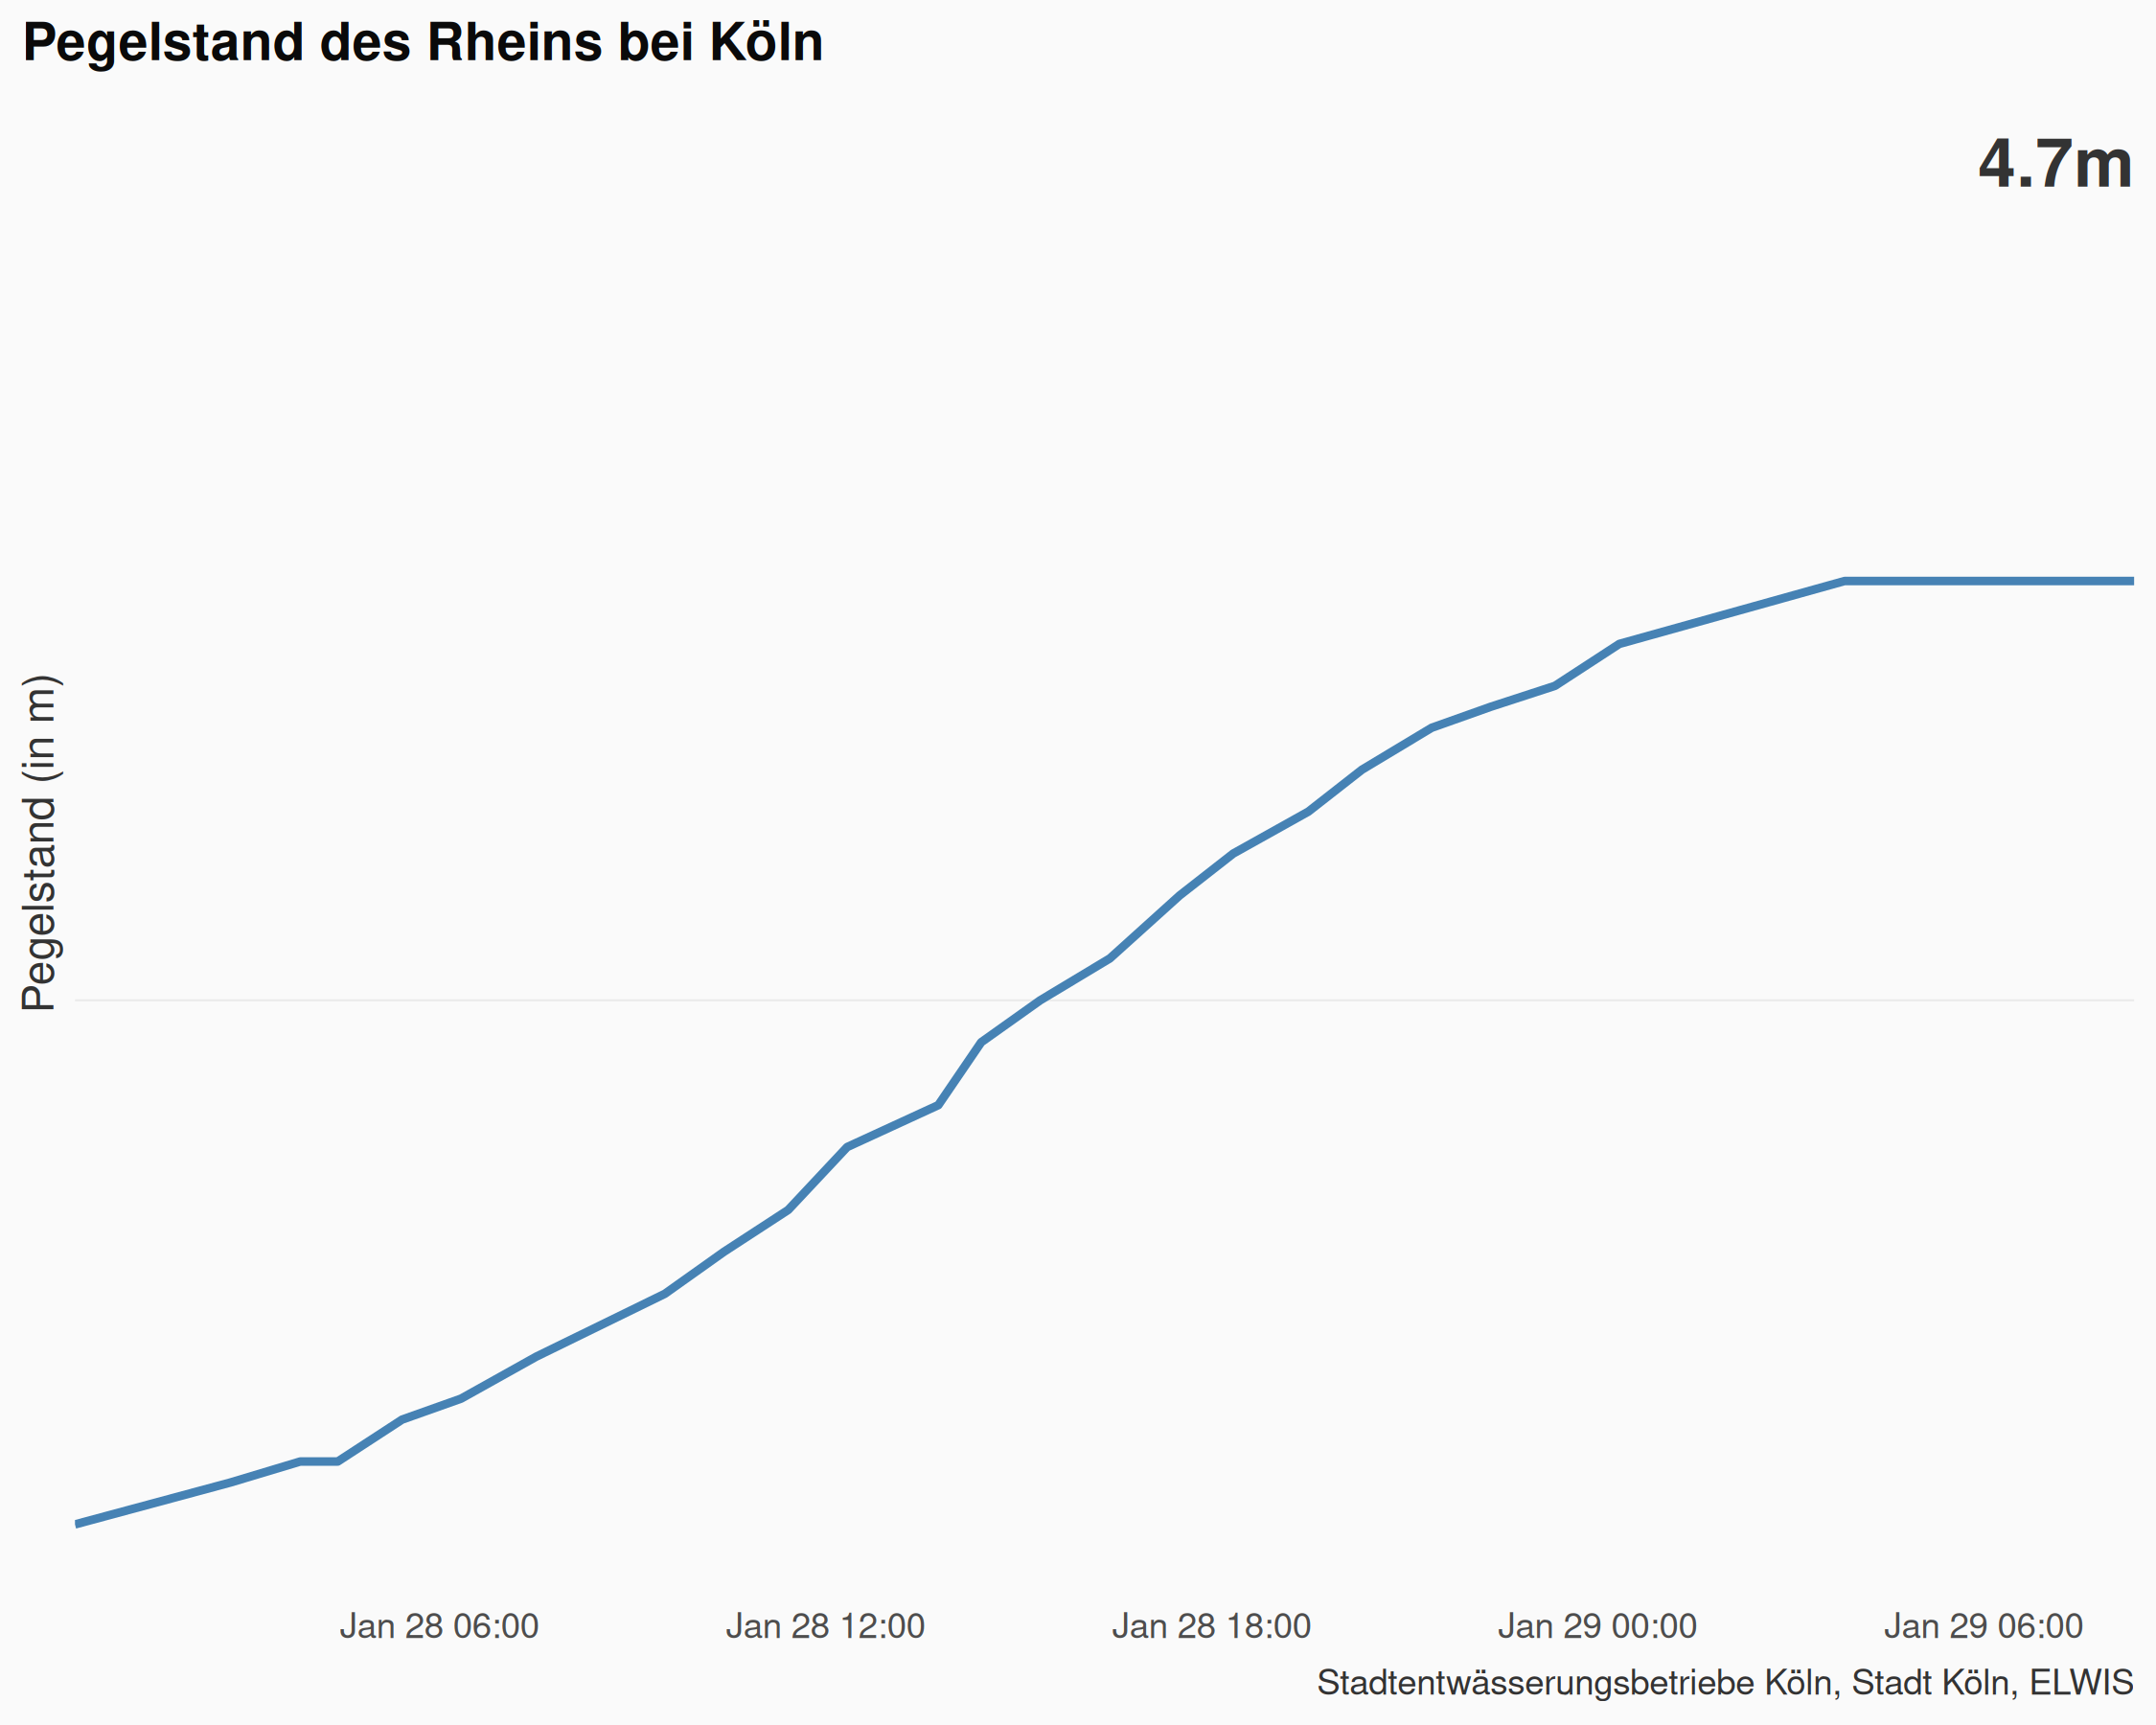 Pegelstand des Rheins bei Köln
4.7m
Pegelstand (in m)
Jan 28 06:00
Jan 28 12:00
Jan 28 18:00
Jan 29 00:00
Jan 29 06:00
Stadtentwässerungsbetriebe Köln, Stadt Köln, ELWIS